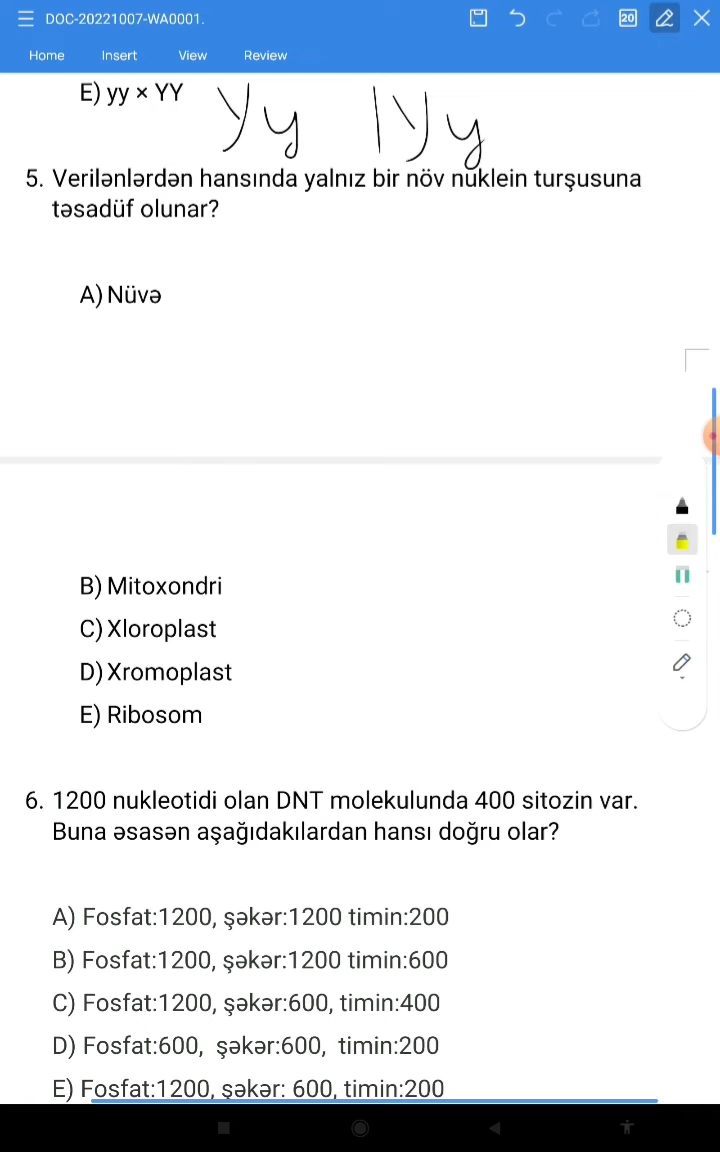 DOC-20221007-WA0001.
20
Home Insert View Review
E) yy × YY
Yy
Yy
5. Verilənlərdən hansında yalnız bir növ nuklein turşusuna
təsadüf olunar?
A) Nüvə
B) Mitoxondri
C) Xloroplast
D) Xromoplast
E) Ribosom
6. 1200 nukleotidi olan DNT molekulunda 400 sitozin var.
Buna əsasən aşağıdakılardan hansı doğru olar?
A) Fosfat:1200, şəkər:1200 timin:200
B) Fosfat:1200, şəkər:1200 timin:600
C) Fosfat:1200, şəkər:600, timin:400
D) Fosfat:600, şəkər:600, timin:200
E) Fosfat:1200, şəkər: 600, timin:200